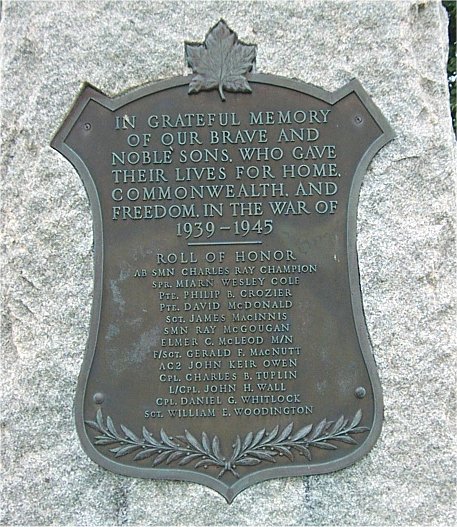 IN GRATEFUL MEMORY
OF OUR BRAVE AND
NOBLE SONS, WHO GAVE
THEIR LIVES FOR HOME,
COMMONWEALTH, AND
FREEDOM, IN THE WAR OF
1939-1945
ROLL OF HONOR
AB SMN CHARLES RAY CHAMPION
SPR. MIARN WESLEY COLE
PTE. PHILIP B. CROZIER
PTE. DAVID McDONALD
SGT. JAMES MacINNIS
SMN RAY McGOUGAN
ELMER C. McLEOD M/N
F/SGT. GERALD F. MacNUTT
AC2 JOHN KEIR OWEN
CPL. CHARLES B. TUPLIN
L/CPL. JOHN H. WALL
CPL. DANIEL G. WHITLOCK
SGT. WILLIAM E. WOODINGTON